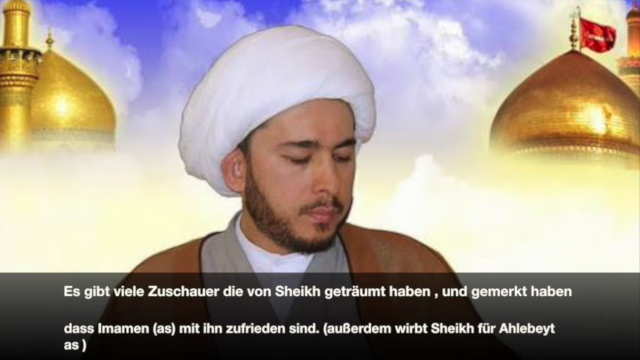 Es gibt viele Zuschauer die von Sheikh geträumt haben , und gemerkt haben
dass Imamen (as) mit ihn zufrieden sind. (außerdem wirbt Sheikh für Ahlebeyt
as )